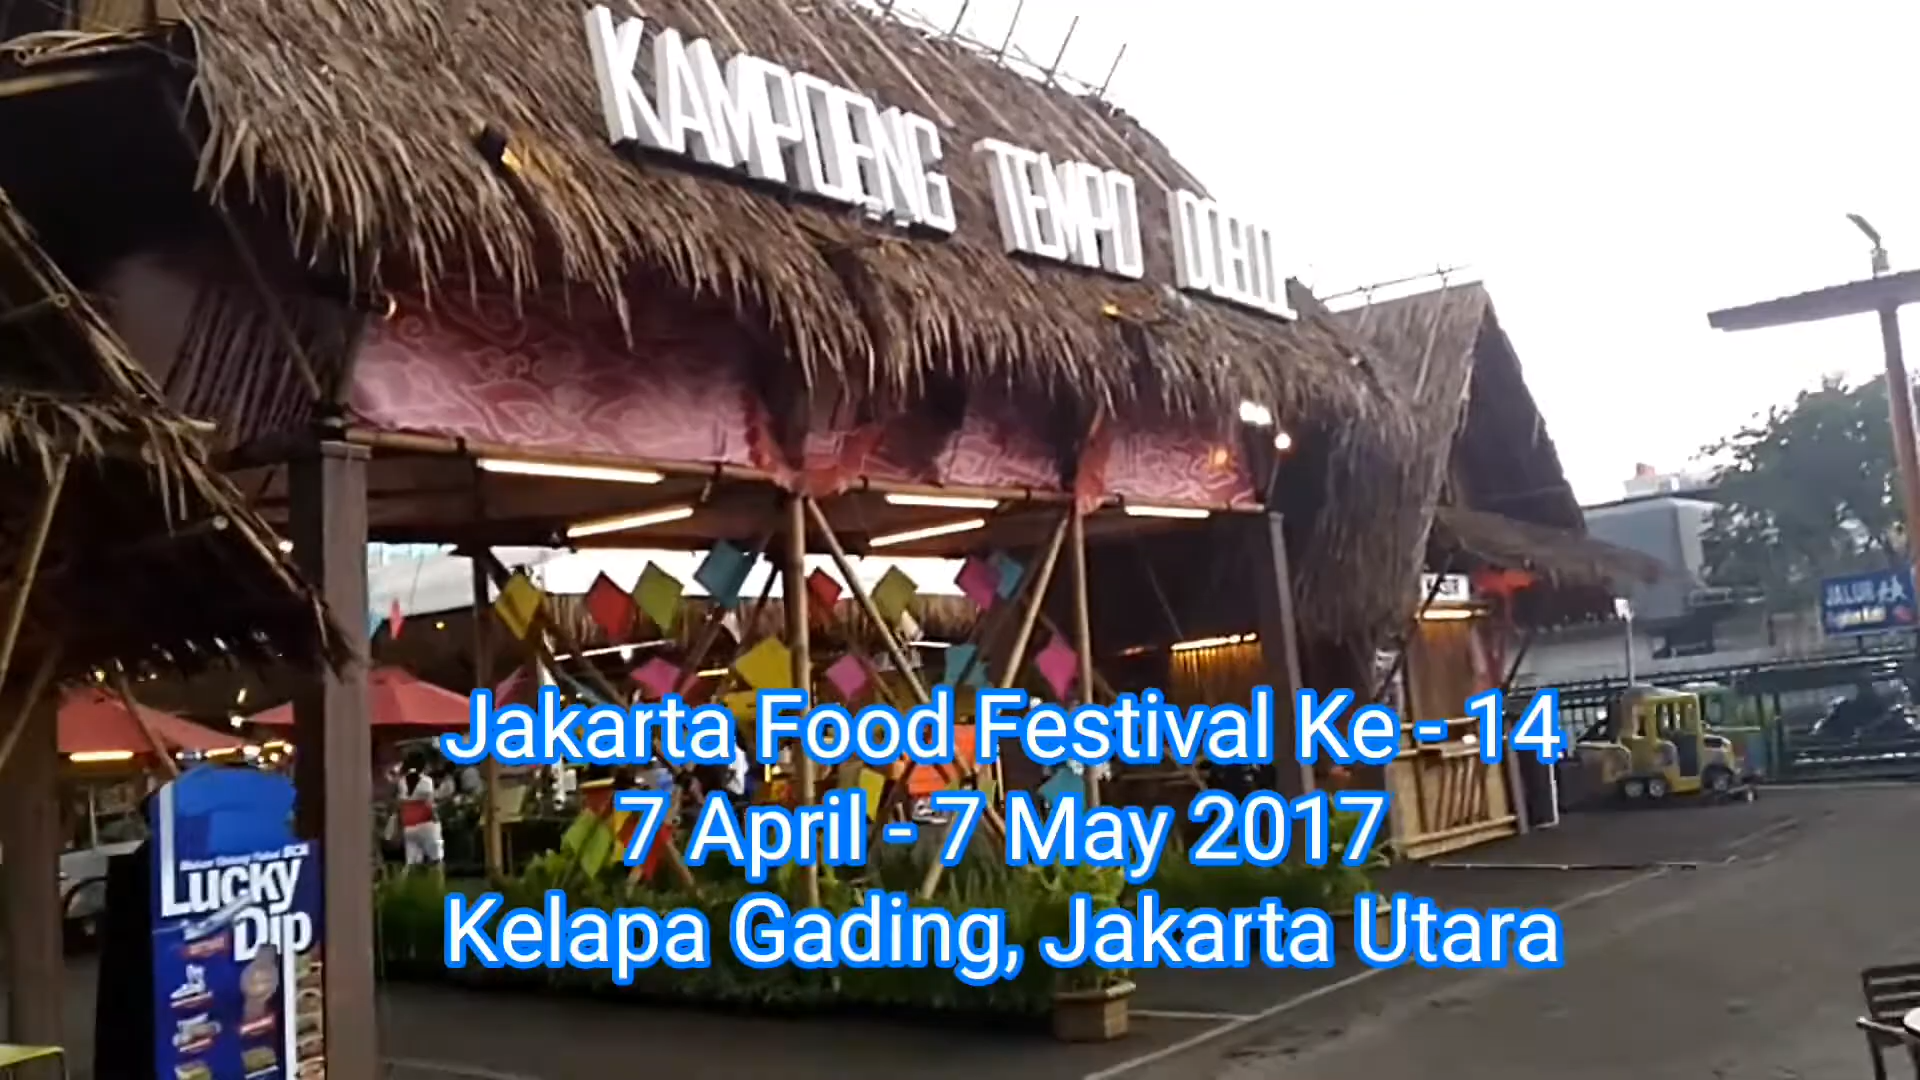 KAMPOENG TEMPO DOELOE
Jakarta Food Festival Ke - 14
7 April - 7 May 2017
Kelapa Gading, Jakarta Utara
Lucky
Dip
JALUR